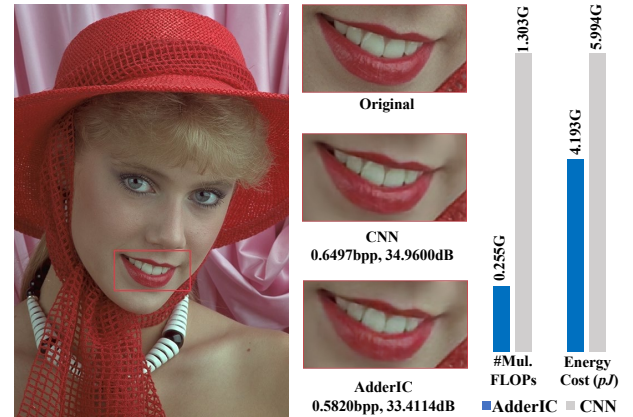 Original
CNN
0.6497bpp, 34.9600dB
AdderIC
0.5820bpp, 33.4114dB
0.255G
1.303G
4.193G
5.994G
#Mul.
FLOPs
Energy
Cost (pJ)
AdderIC
CNN